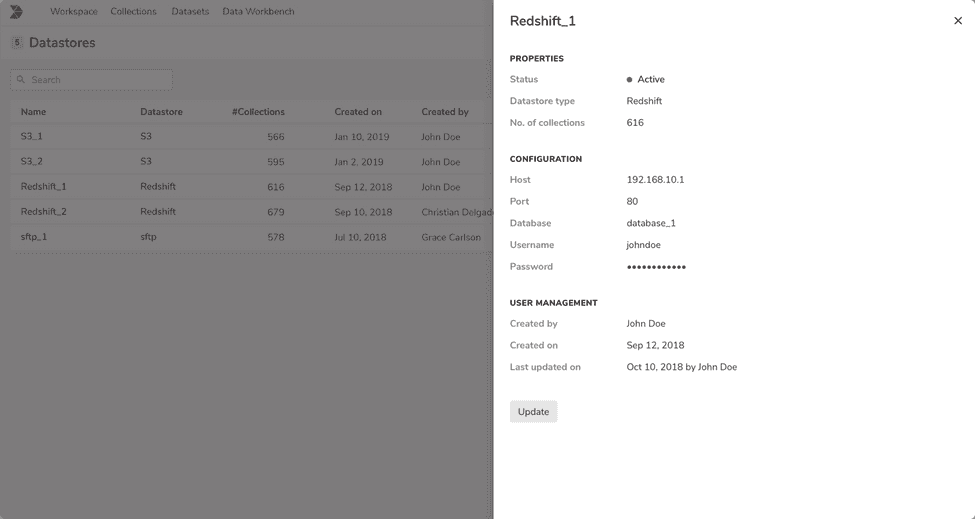 Workspace Collections Datasets Data Workbench
5 Datastores
Search
Name Datastore #Collections Created on Created by
S3_1 S3 566 Jan 10, 2019 John Doe
S3_2 S3 595 Jan 2, 2019 John Doe
Redshift_1 Redshift 616 Sep 12, 2018 John Doe
Redshift_2 Redshift 679 Sep 10, 2018 Christian Delgado
sftp_1 sftp 578 Jul 10, 2018 Grace Carlson
Redshift_1
PROPERTIES
Status Active
Datastore type Redshift
No. of collections 616
CONFIGURATION
Host 192.168.10.1
Port 80
Database database_1
Username johndoe
Password ••••••••••••
USER MANAGEMENT
Created by John Doe
Created on Sep 12, 2018
Last updated on Oct 10, 2018 by John Doe
Update